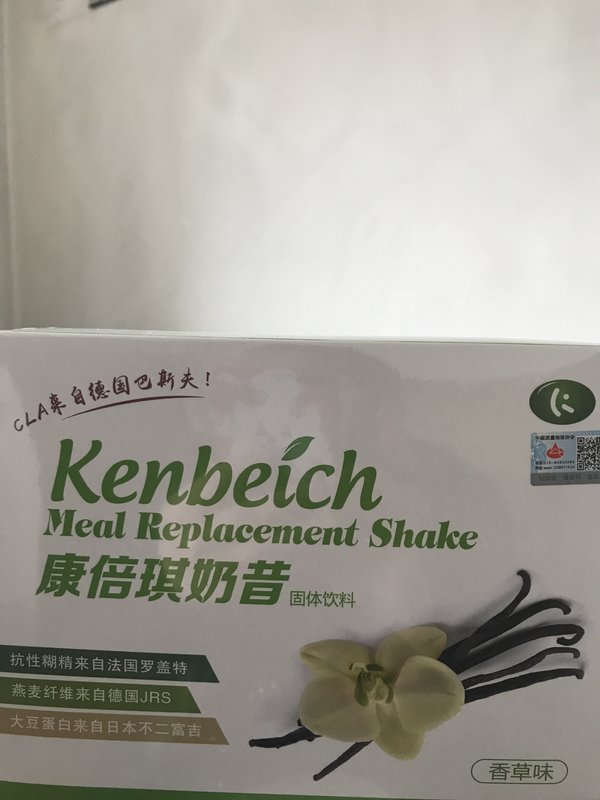 CLA来自德国巴斯夫！
Kenbeich
Meal Replacement Shake
康倍琪奶昔
固体饮料
抗性糊精来自法国罗盖特
燕麦纤维来自德国JRS
大豆蛋白来自日本不二富吉
香草味